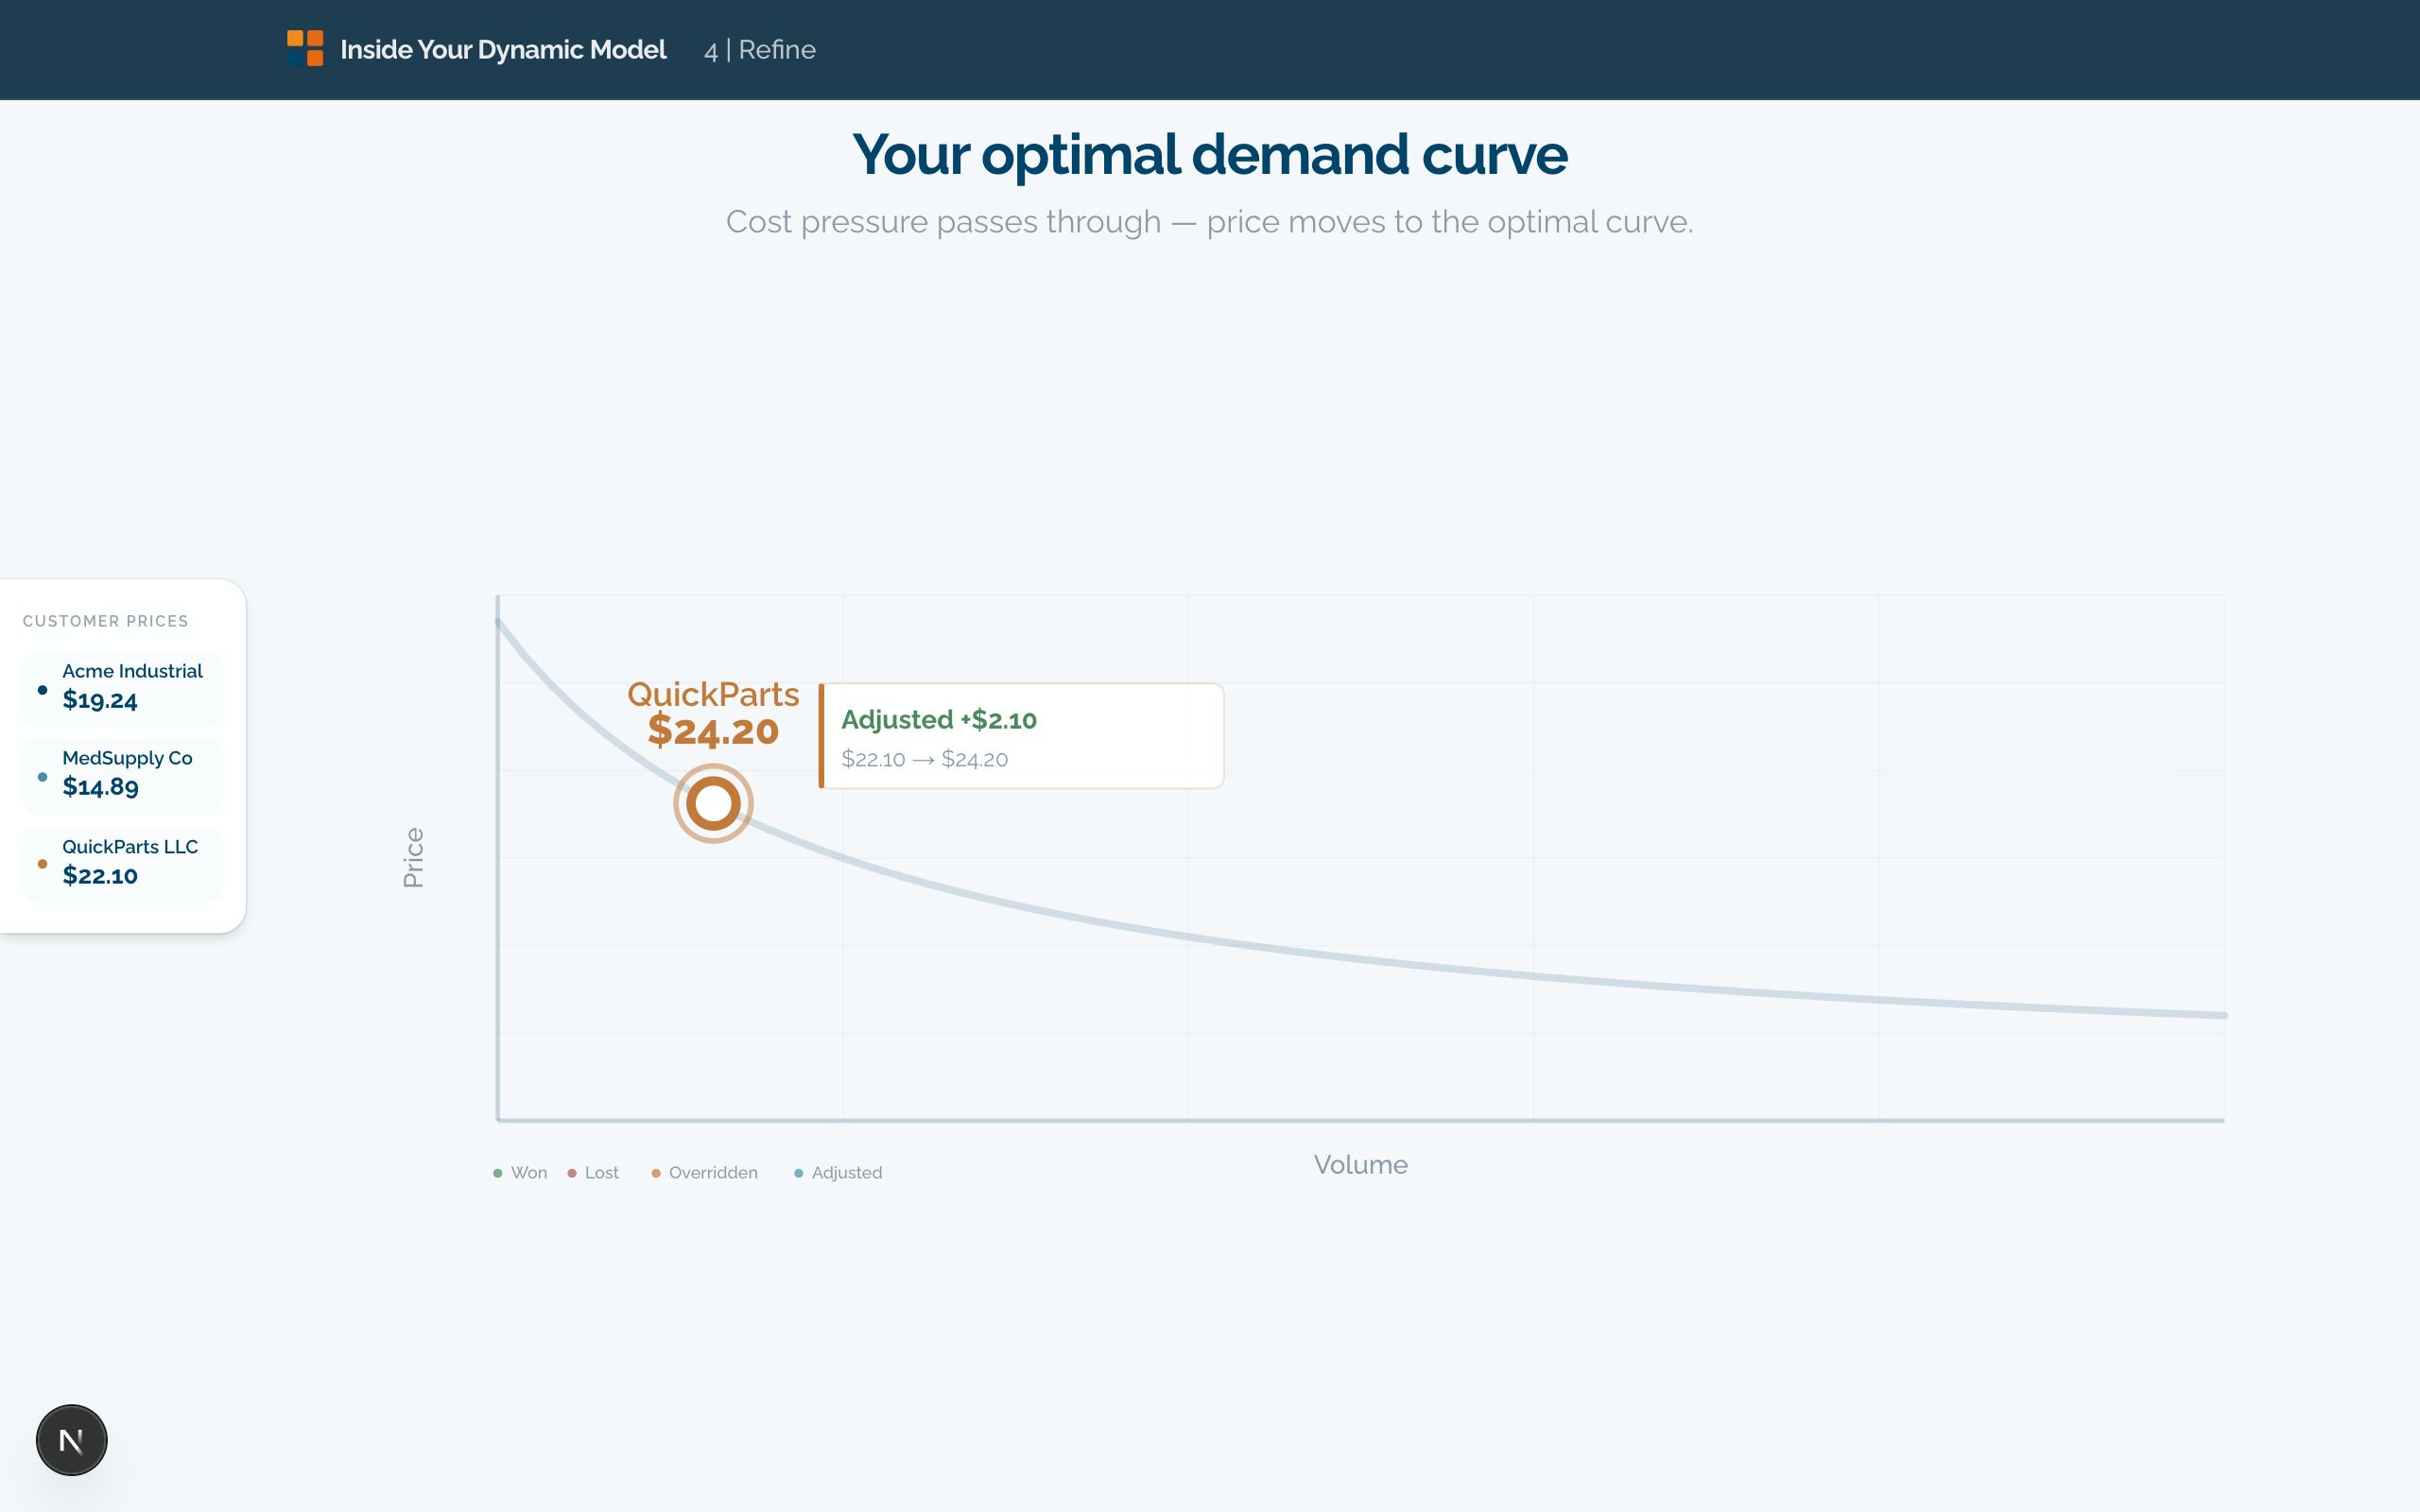 Inside Your Dynamic Model
4 | Refine
Your optimal demand curve
Cost pressure passes through — price moves to the optimal curve.
CUSTOMER PRICES
Acme Industrial
$19.24
MedSupply Co
$14.89
QuickParts LLC
$22.10
QuickParts
$24.20
Adjusted +$2.10
$22.10 → $24.20
Price
Volume
Won
Lost
Overridden
Adjusted
N